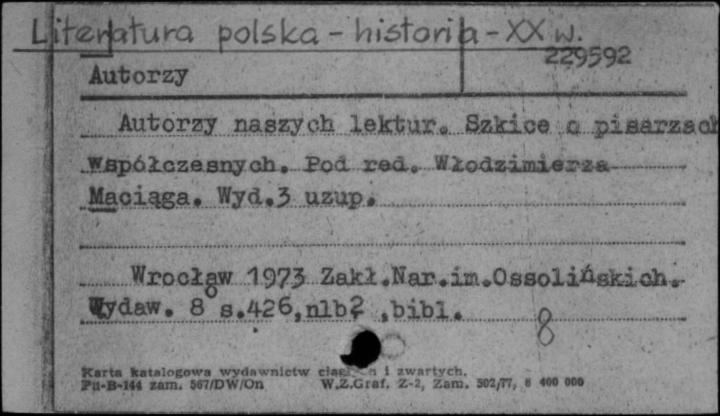 Literatura polska - historia - XX w.
229592
Autorzy
Autorzy naszych lektur. Szkice o pisarzach
współczesnych. Pod red. Włodzimierza
Maciąga. Wyd.3 uzup.
Wrocław 1973 Zakł.Nar.im.Ossolińskich.
Wydaw. 8° s.426,nlb2 ,bibl.
8
Karta katalogowa wydawnictw ciągłych i zwartych.
Pu-B-144 zam. 567/DW/On W.Z.Graf. Z-2, Zam. 502/77, 6 400 000